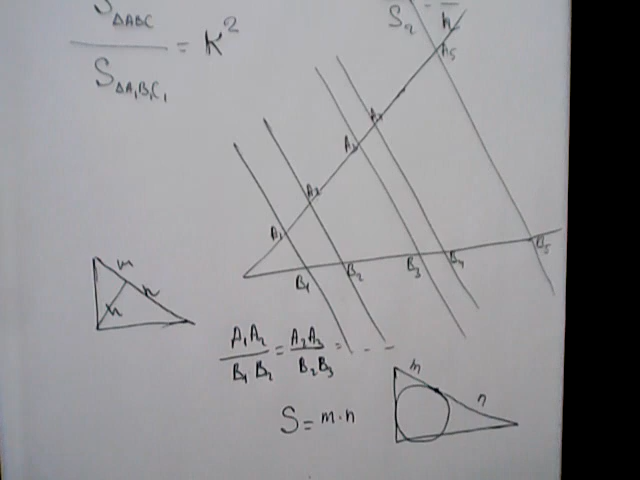 S△ABC / S△A₁B₁C₁ = K²
S₂
n
A₅
A₄
A₃
A₂
A₁
B₁ B₂ B₃ B₄ B₅
m
n
h
A₁A₂ / B₁B₂ = A₂A₃ / B₂B₃ = - - -
S = m·n
m
n